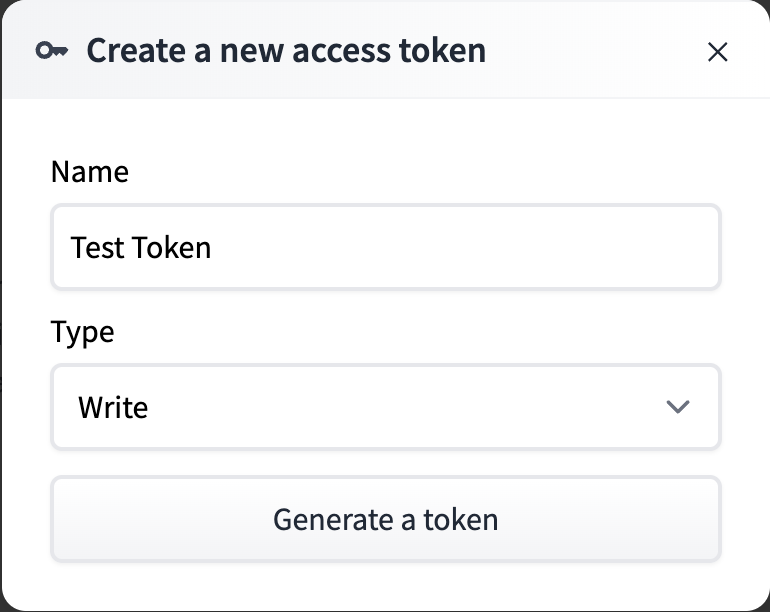 Create a new access token
Name
Test Token
Type
Write
Generate a token